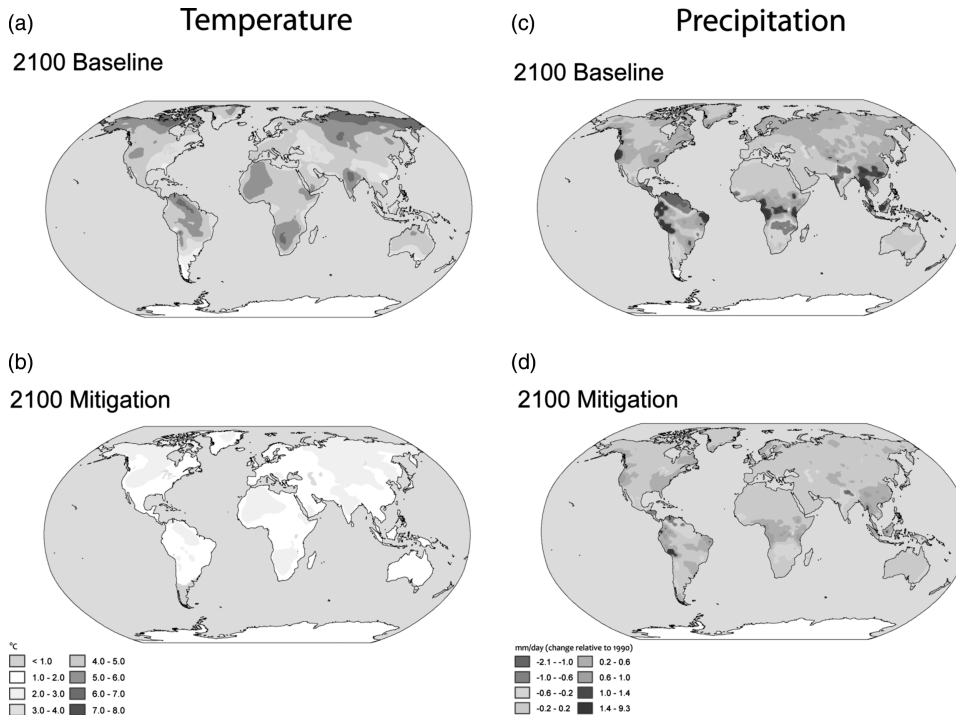 (a)
Temperature
2100 Baseline
(c)
Precipitation
2100 Baseline
(b)
2100 Mitigation
(d)
2100 Mitigation
°C
< 1.0
1.0 - 2.0
2.0 - 3.0
3.0 - 4.0
4.0 - 5.0
5.0 - 6.0
6.0 - 7.0
7.0 - 8.0
mm/day (change relative to 1990)
-2.1 - -1.0
-1.0 - -0.6
-0.6 - -0.2
-0.2 - 0.2
0.2 - 0.6
0.6 - 1.0
1.0 - 1.4
1.4 - 9.3